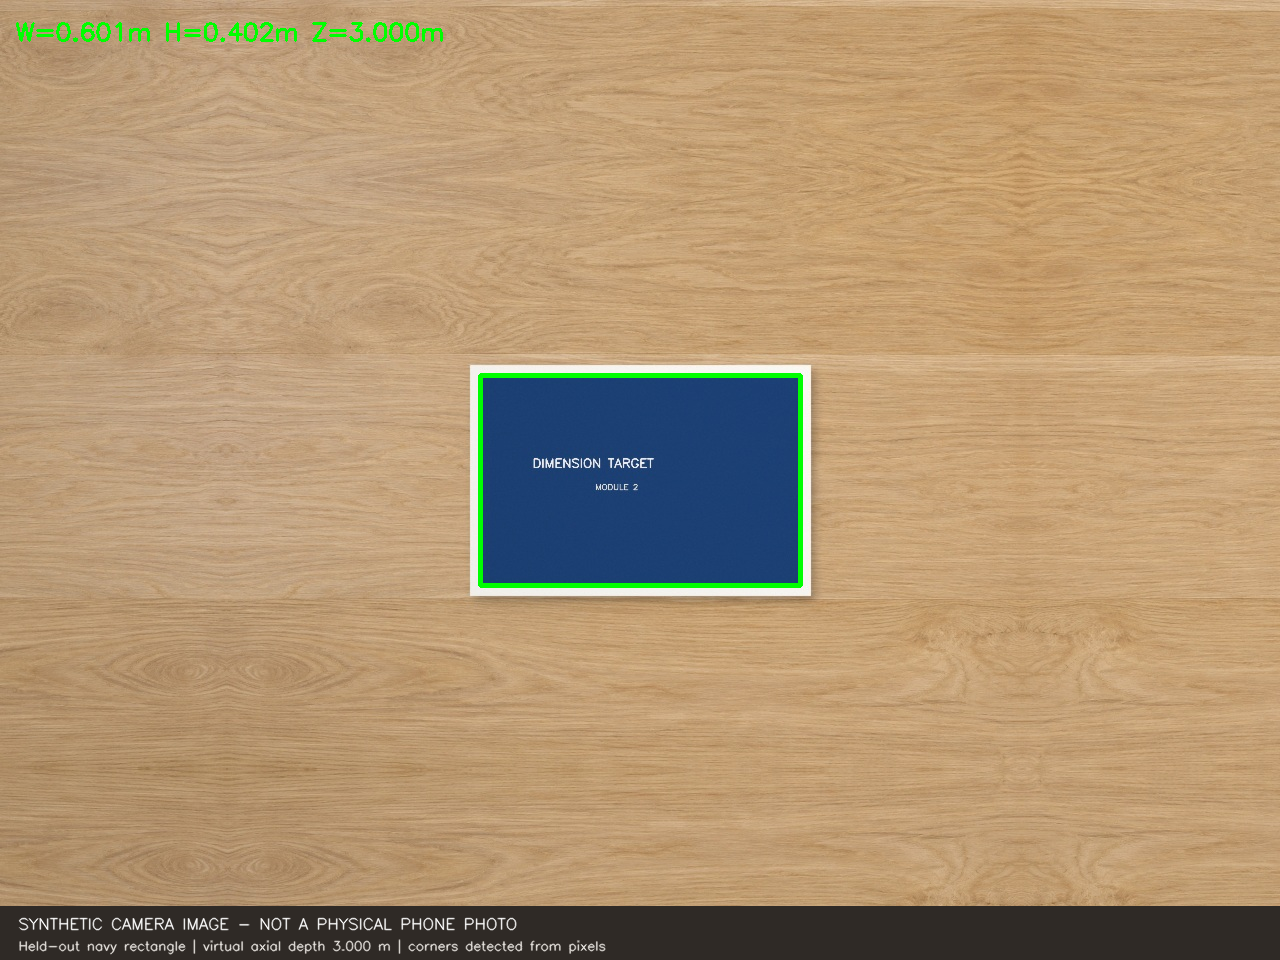 W=0.601m H=0.402m Z=3.000m
DIMENSION TARGET
MODULE 2
SYNTHETIC CAMERA IMAGE – NOT A PHYSICAL PHONE PHOTO
Held–out navy rectangle | virtual axial depth 3.000 m | corners detected from pixels